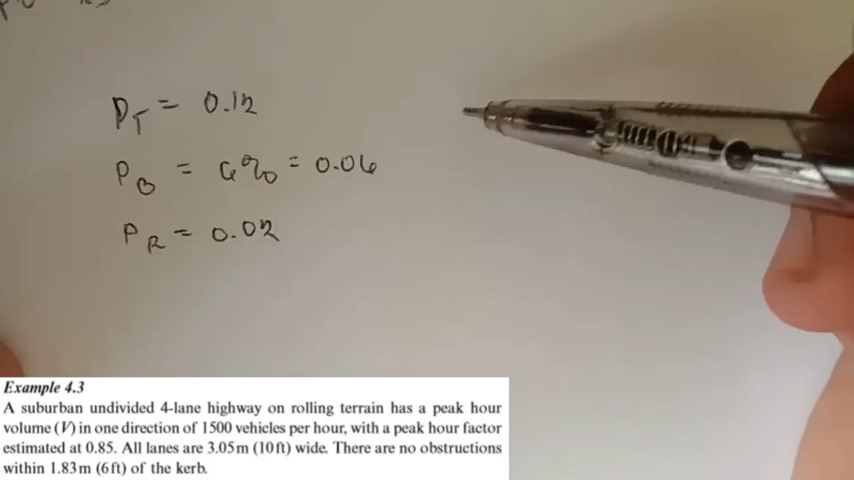 P_T = 0.12
P_B = 6% = 0.06
P_R = 0.02
Example 4.3
A suburban undivided 4-lane highway on rolling terrain has a peak hour
volume (V) in one direction of 1500 vehicles per hour, with a peak hour factor
estimated at 0.85. All lanes are 3.05 m (10 ft) wide. There are no obstructions
within 1.83 m (6 ft) of the kerb.